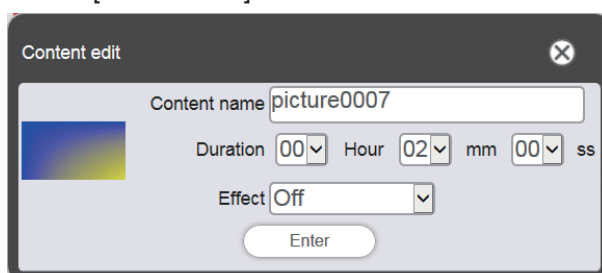 Content edit
Content name picture0007
Duration 00 Hour 02 mm 00 ss
Effect Off
Enter